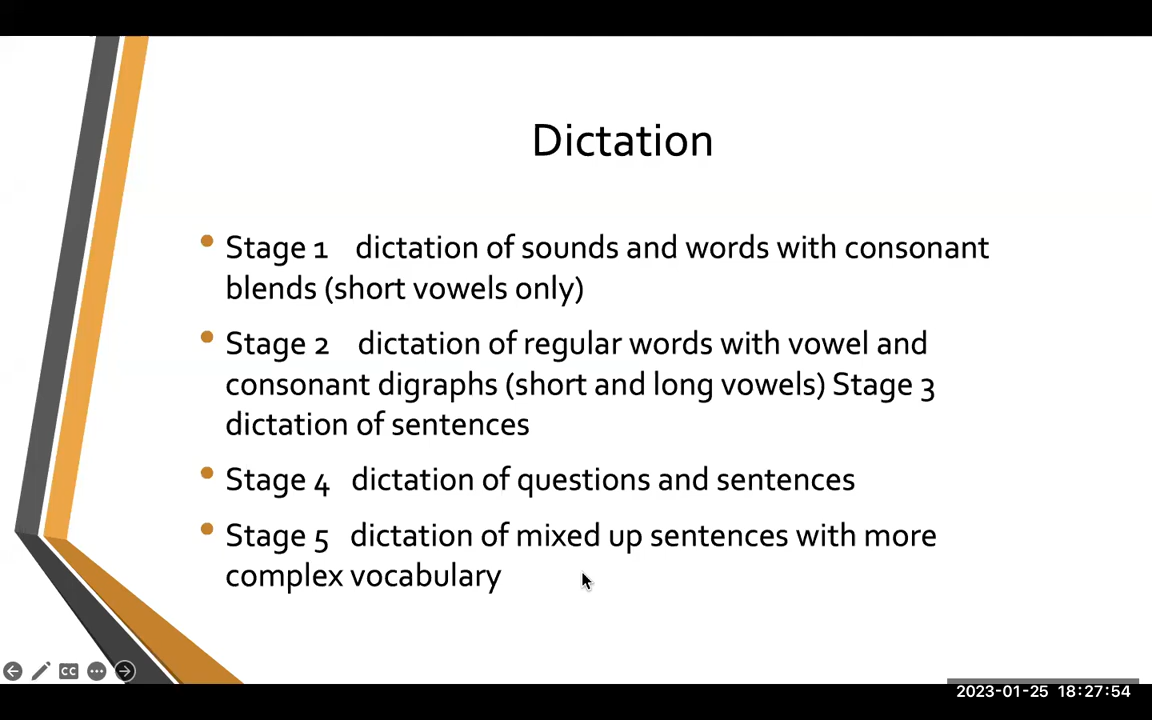 Dictation
Stage 1 dictation of sounds and words with consonant
blends (short vowels only)
Stage 2 dictation of regular words with vowel and
consonant digraphs (short and long vowels) Stage 3
dictation of sentences
Stage 4 dictation of questions and sentences
Stage 5 dictation of mixed up sentences with more
complex vocabulary
CC
2023-01-25 18:27:54